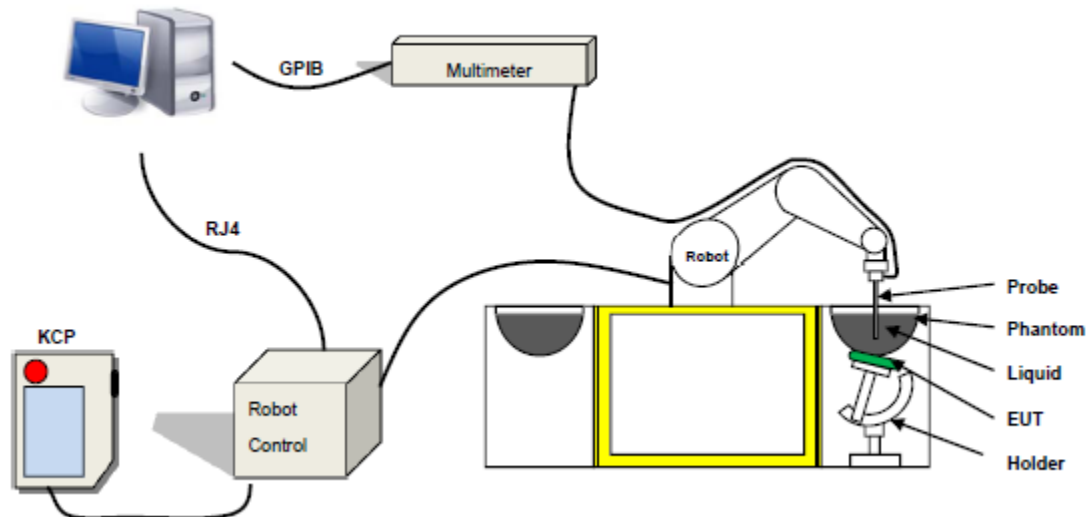 GPIB
Multimeter
RJ4
Robot
KCP
Robot
Control
Probe
Phantom
Liquid
EUT
Holder